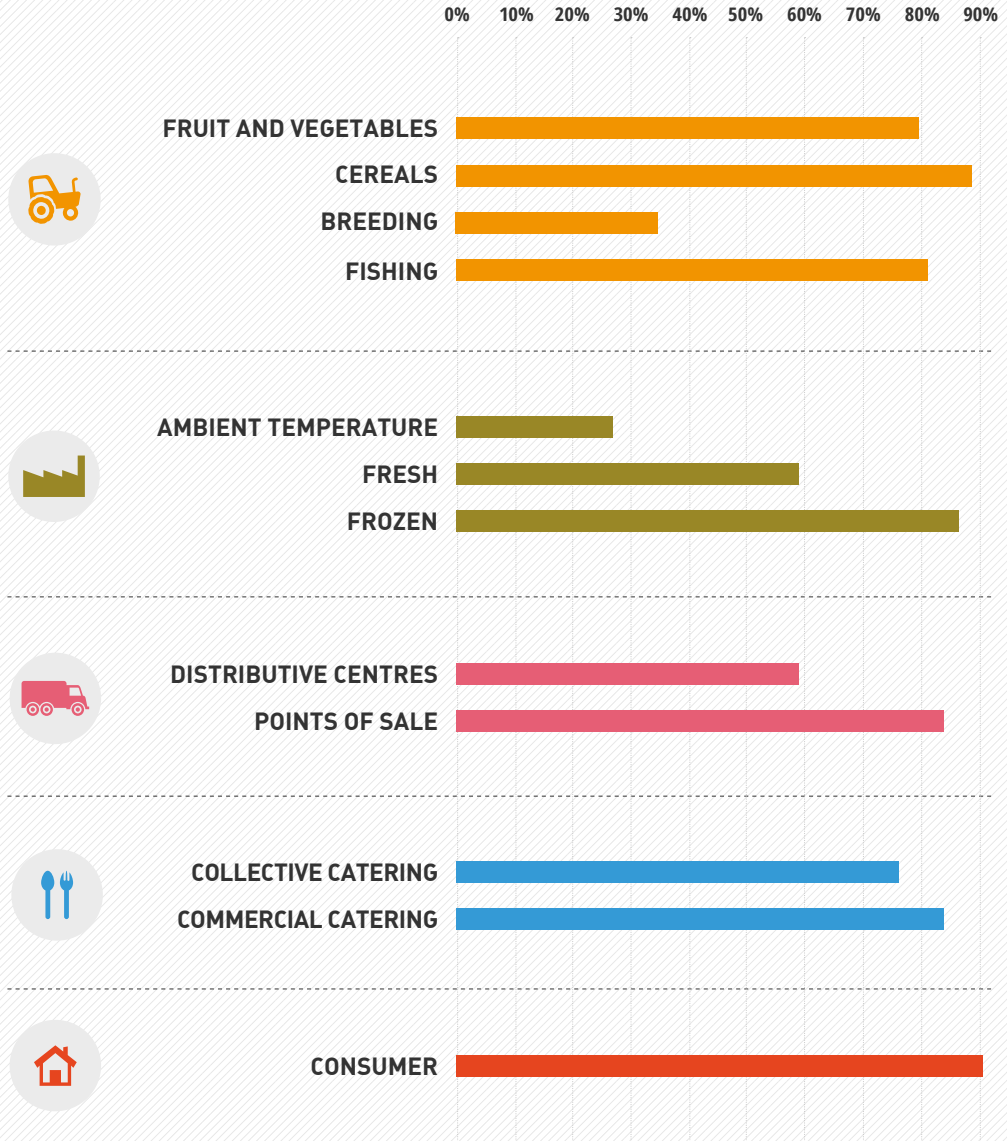 0% 10% 20% 30% 40% 50% 60% 70% 80% 90%
FRUIT AND VEGETABLES
CEREALS
BREEDING
FISHING
AMBIENT TEMPERATURE
FRESH
FROZEN
DISTRIBUTIVE CENTRES
POINTS OF SALE
COLLECTIVE CATERING
COMMERCIAL CATERING
CONSUMER